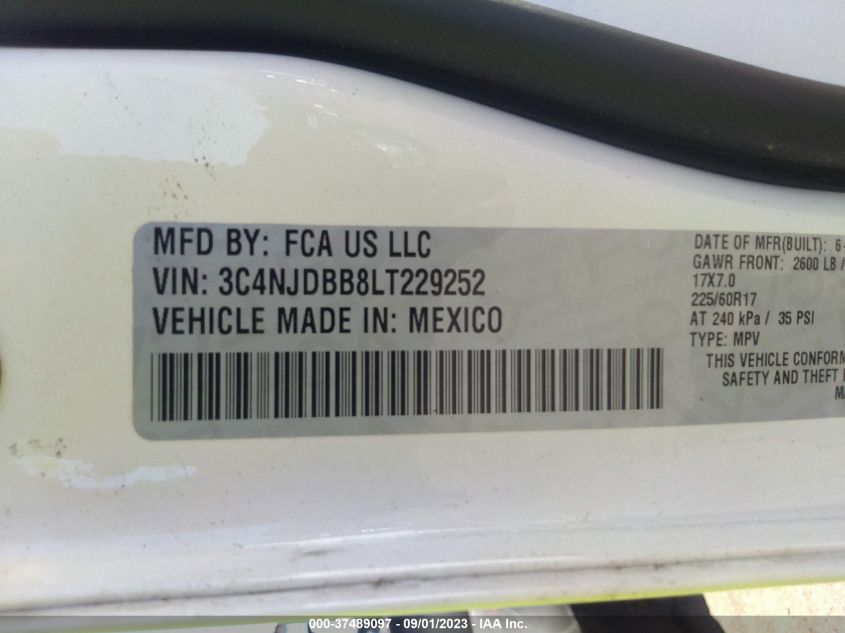 MFD BY: FCA US LLC
VIN: 3C4NJDBB8LT229252
VEHICLE MADE IN: MEXICO
DATE OF MFR(BUILT): 6-
GAWR FRONT: 2600 LB /
17X7.0
225/60R17
AT 240 kPa / 35 PSI
TYPE: MPV
THIS VEHICLE CONFORM
SAFETY AND THEFT
000-37489097 - 09/01/2023 - IAA Inc.